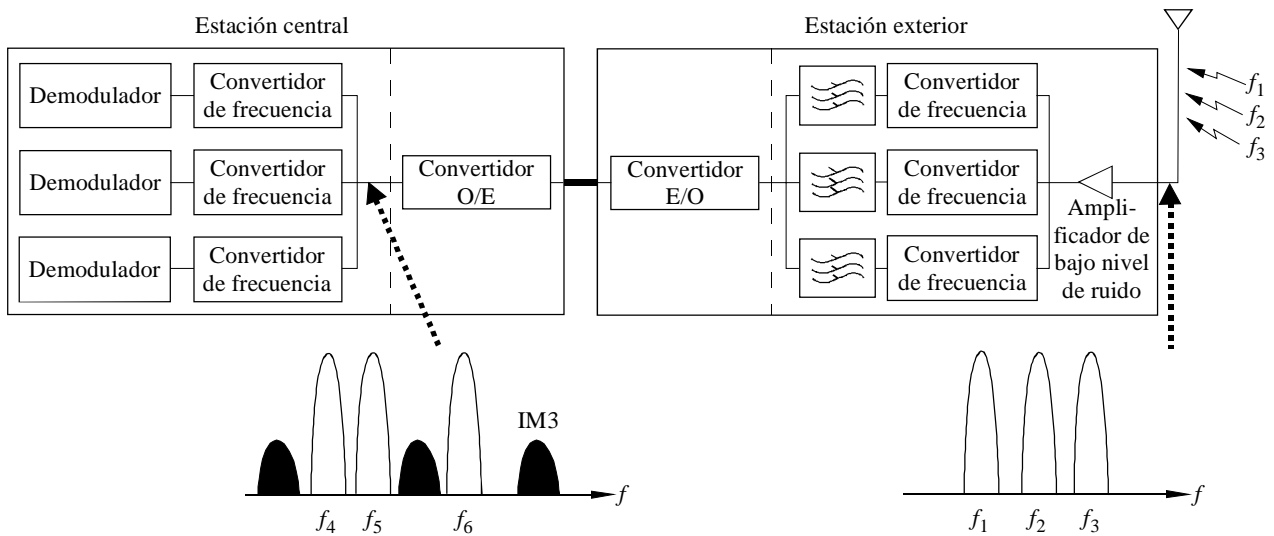 Estación central
Estación exterior
Demodulador
Convertidor
de frecuencia
Demodulador
Convertidor
de frecuencia
Demodulador
Convertidor
de frecuencia
Convertidor
O/E
Convertidor
E/O
Convertidor
de frecuencia
Convertidor
de frecuencia
Convertidor
de frecuencia
Ampli-
ficador de
bajo nivel
de ruido
f1
f2
f3
IM3
f4
f5
f6
f
f1
f2
f3
f